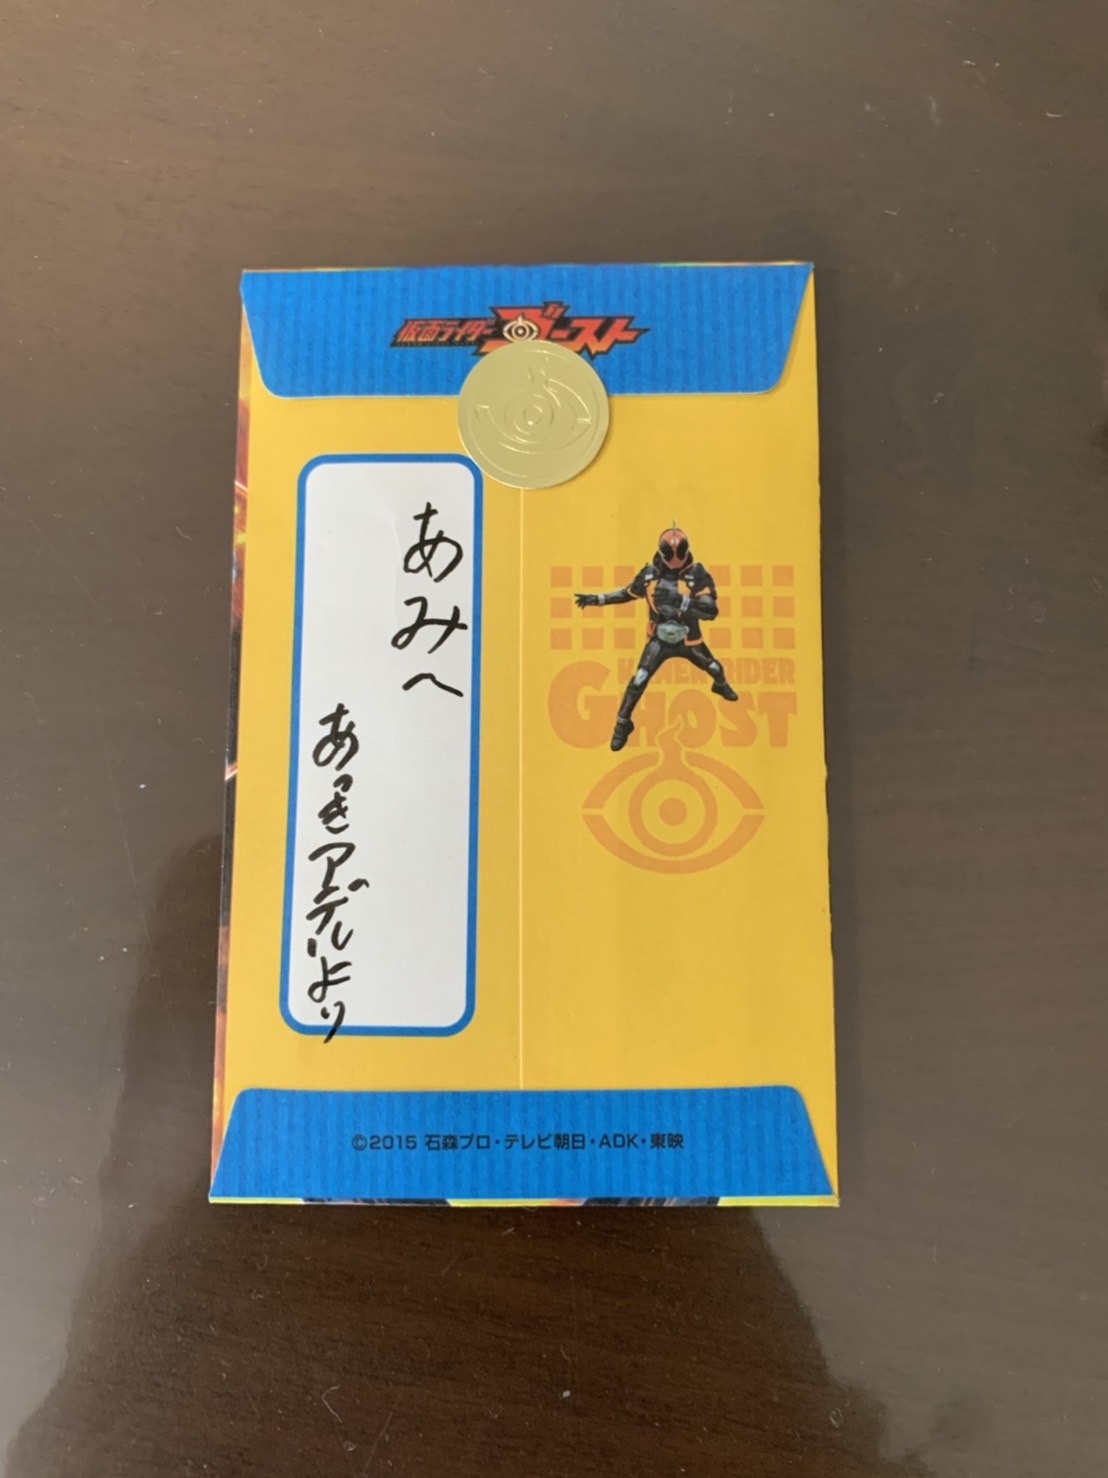 仮面ライダーゴースト
あみへ
あっきアデルより
KAMEN RIDER
GHOST
©2015 石森プロ・テレビ朝日・ADK・東映